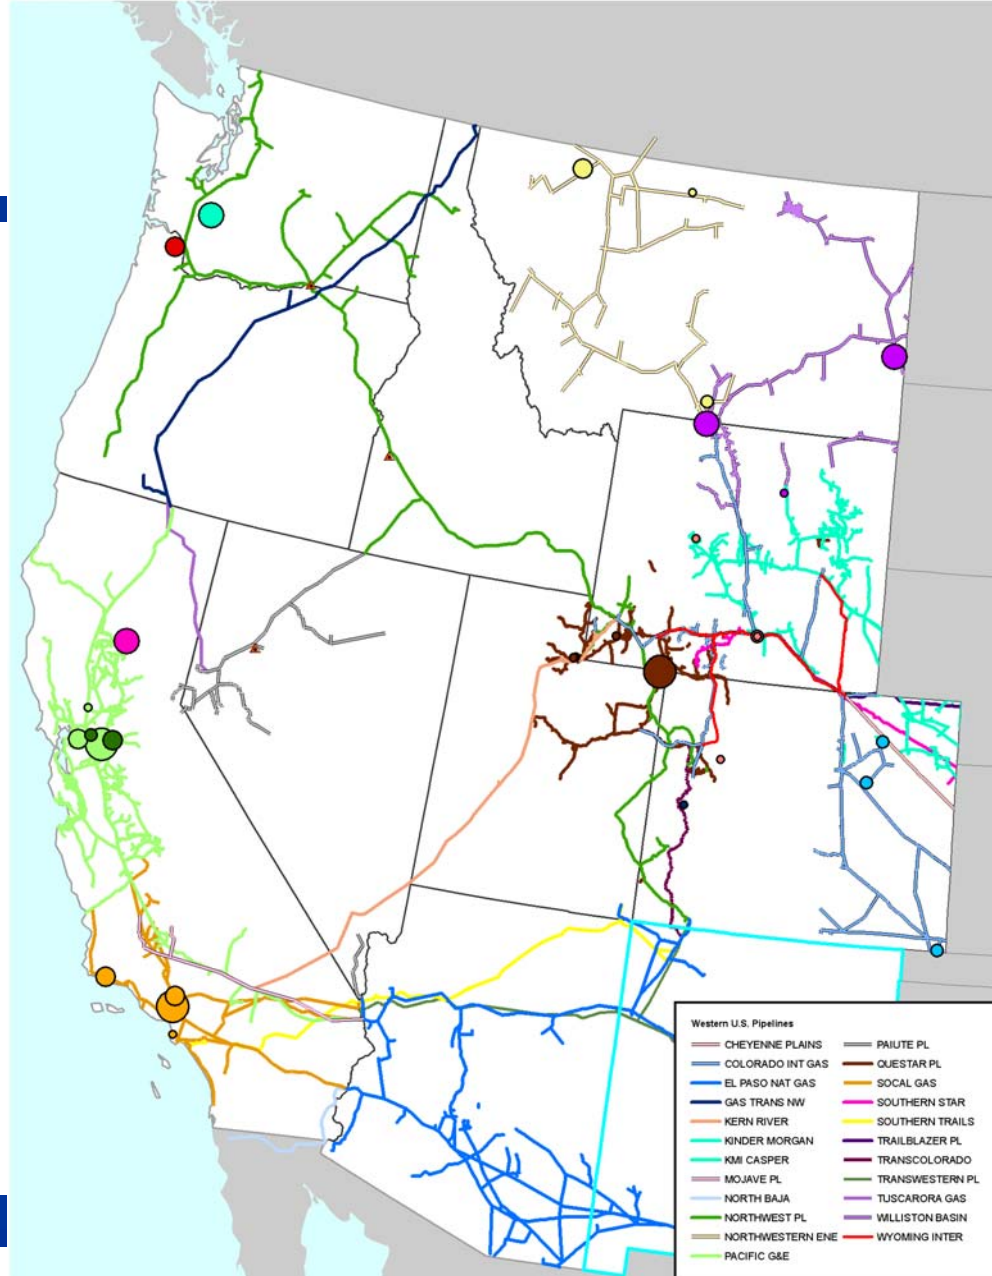 Western U.S. Pipelines
CHEYENNE PLAINS
COLORADO INT GAS
EL PASO NAT GAS
GAS TRANS NW
KERN RIVER
KINDER MORGAN
KMI CASPER
MOJAVE PL
NORTH BAJA
NORTHWEST PL
NORTHWESTERN ENE
PACIFIC G&E
PAIUTE PL
QUESTAR PL
SOCAL GAS
SOUTHERN STAR
SOUTHERN TRAILS
TRAILBLAZER PL
TRANSCOLORADO
TRANSWESTERN PL
TUSCARORA GAS
WILLISTON BASIN
WYOMING INTER